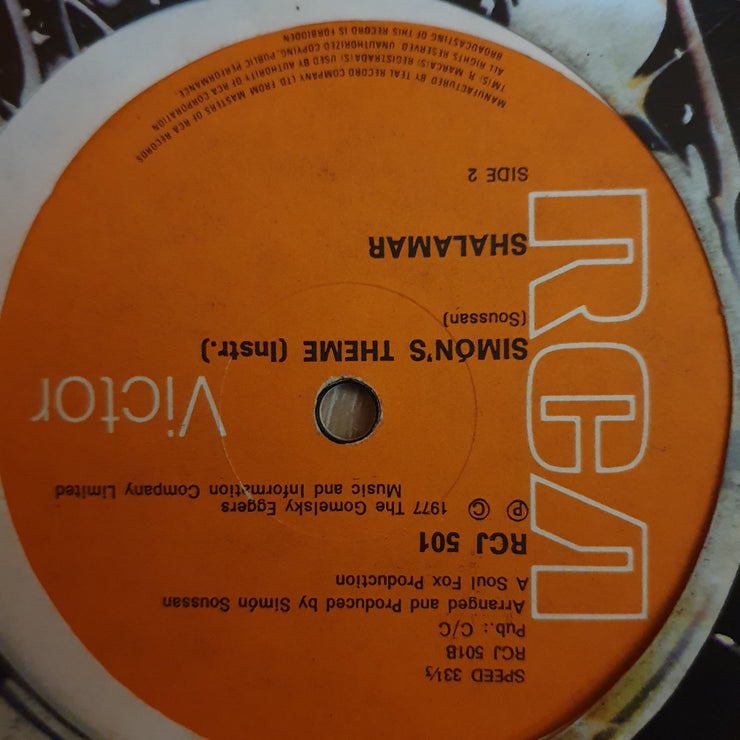 SPEED 33⅓
RCJ 501B
Pub.: C/C
Arranged and Produced by Simón Soussan
A Soul Fox Production
RCJ 501
Ⓟ © 1977 The Gomelsky Eggers
Music and Information Company Limited
RCA Victor
SIMÓN'S THEME (Instr.)
(Soussan)
SHALAMAR
SIDE 2
MANUFACTURED BY TEAL RECORD COMPANY LTD FROM MASTERS OF RCA RECORDS
TM(S) ® MARCA(S) REGISTRADA(S) USED BY AUTHORITY OF RCA CORPORATION
ALL RIGHTS RESERVED. UNAUTHORIZED COPYING, PUBLIC PERFORMANCE,
BROADCASTING OF THIS RECORD IS FORBIDDEN